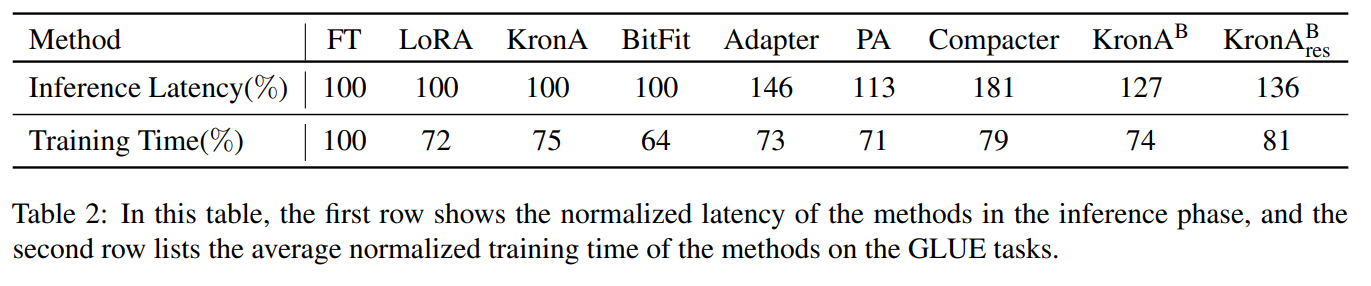 Method FT LoRA KronA BitFit Adapter PA Compacter KronA^B KronA^B_res
Inference Latency(%) 100 100 100 100 146 113 181 127 136
Training Time(%) 100 72 75 64 73 71 79 74 81
Table 2: In this table, the first row shows the normalized latency of the methods in the inference phase, and the
second row lists the average normalized training time of the methods on the GLUE tasks.